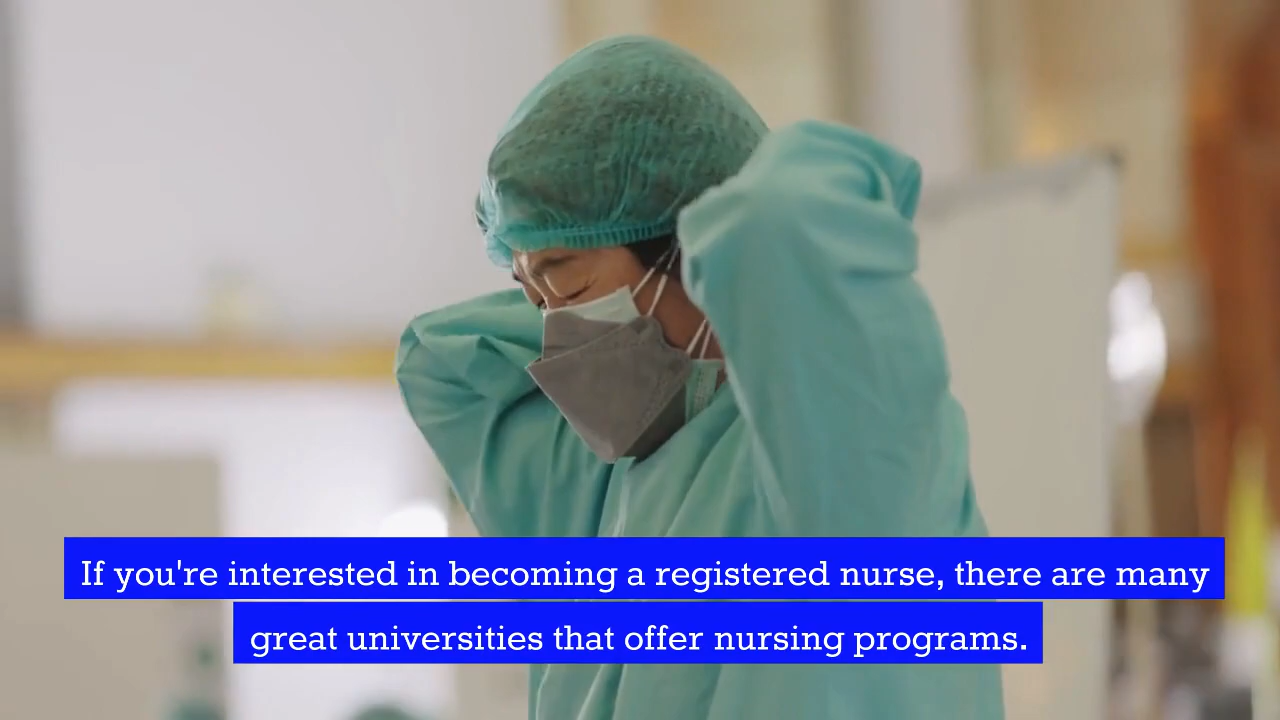 If you're interested in becoming a registered nurse, there are many
great universities that offer nursing programs.